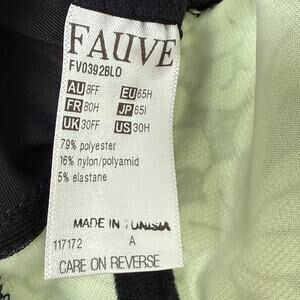 FAUVE
FV0392BLO
AU 8FF EU 65H
FR 80H JP 65I
UK 30FF US 30H
79% polyester
16% nylon/polyamid
5% elastane
MADE IN TUNISIA
117172 A
CARE ON REVERSE